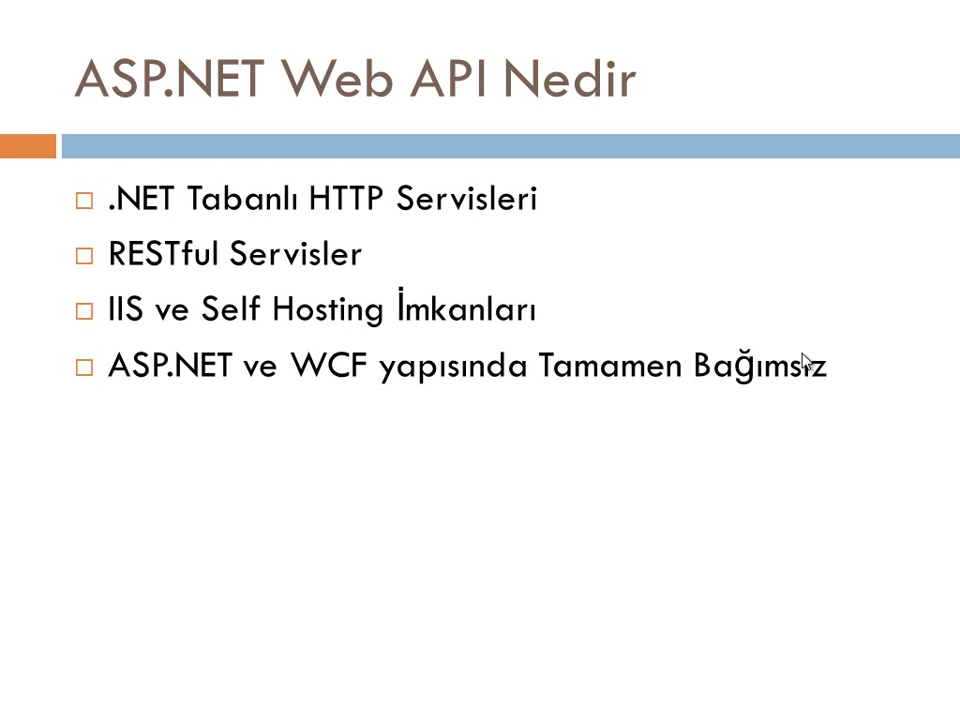 ASP.NET Web API Nedir
.NET Tabanlı HTTP Servisleri
RESTful Servisler
IIS ve Self Hosting İmkanları
ASP.NET ve WCF yapısında Tamamen Bağımsız